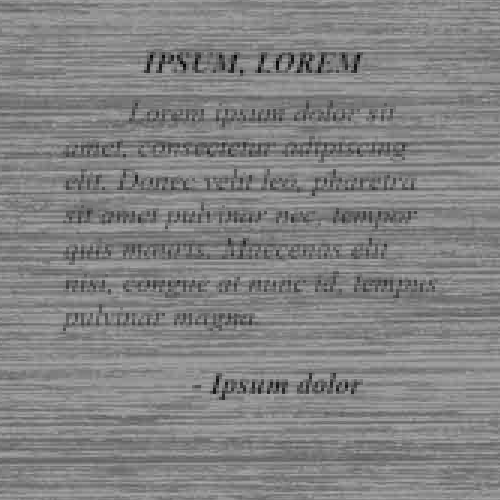 IPSUM, LOREM
Lorem ipsum dolor sit
amet, consectetur adipiscing
elit. Donec velit leo, pharetra
sit amet pulvinar nec, tempor
quis mauris. Maecenas elit
nisi, congue at nunc id, tempus
pulvinar magna.
- Ipsum dolor